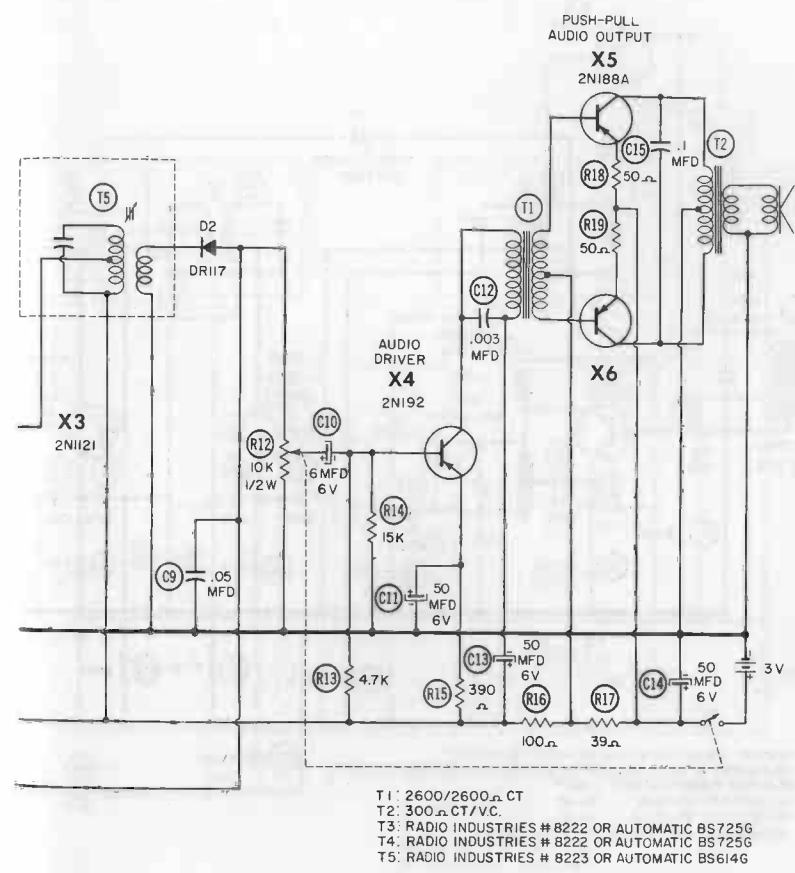 PUSH-PULL
AUDIO OUTPUT
X5
2N188A
C15
.1
MFD
T2
R18
50Ω
T5
T1
D2
R19
50Ω
DR117
C12
.003
MFD
AUDIO
DRIVER
X4
2N192
X6
X3
2N1121
C10
R12
10K
1/2W
6MFD
6V
R14
15K
C9
.05
MFD
C11
50
MFD
6V
R13
4.7K
C13
50
MFD
6V
R15
390
Ω
R16
100Ω
R17
39Ω
C14
50
MFD
6V
3V
T1: 2600/2600Ω CT
T2: 300Ω CT/V.C.
T3: RADIO INDUSTRIES # 8222 OR AUTOMATIC BS725G
T4: RADIO INDUSTRIES # 8222 OR AUTOMATIC BS725G
T5: RADIO INDUSTRIES # 8223 OR AUTOMATIC BS614G